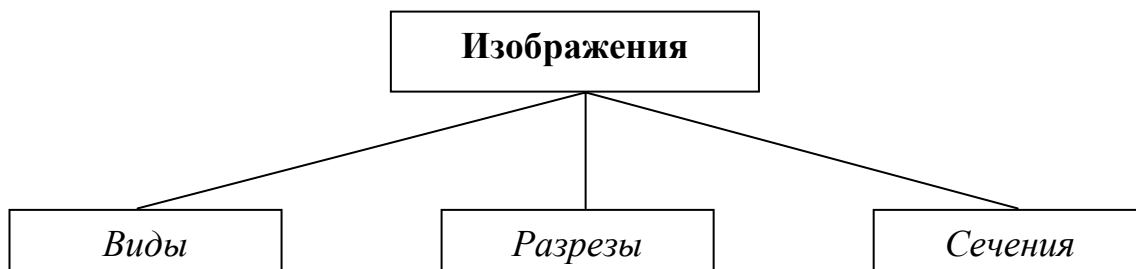 Изображения
Виды
Разрезы
Сечения